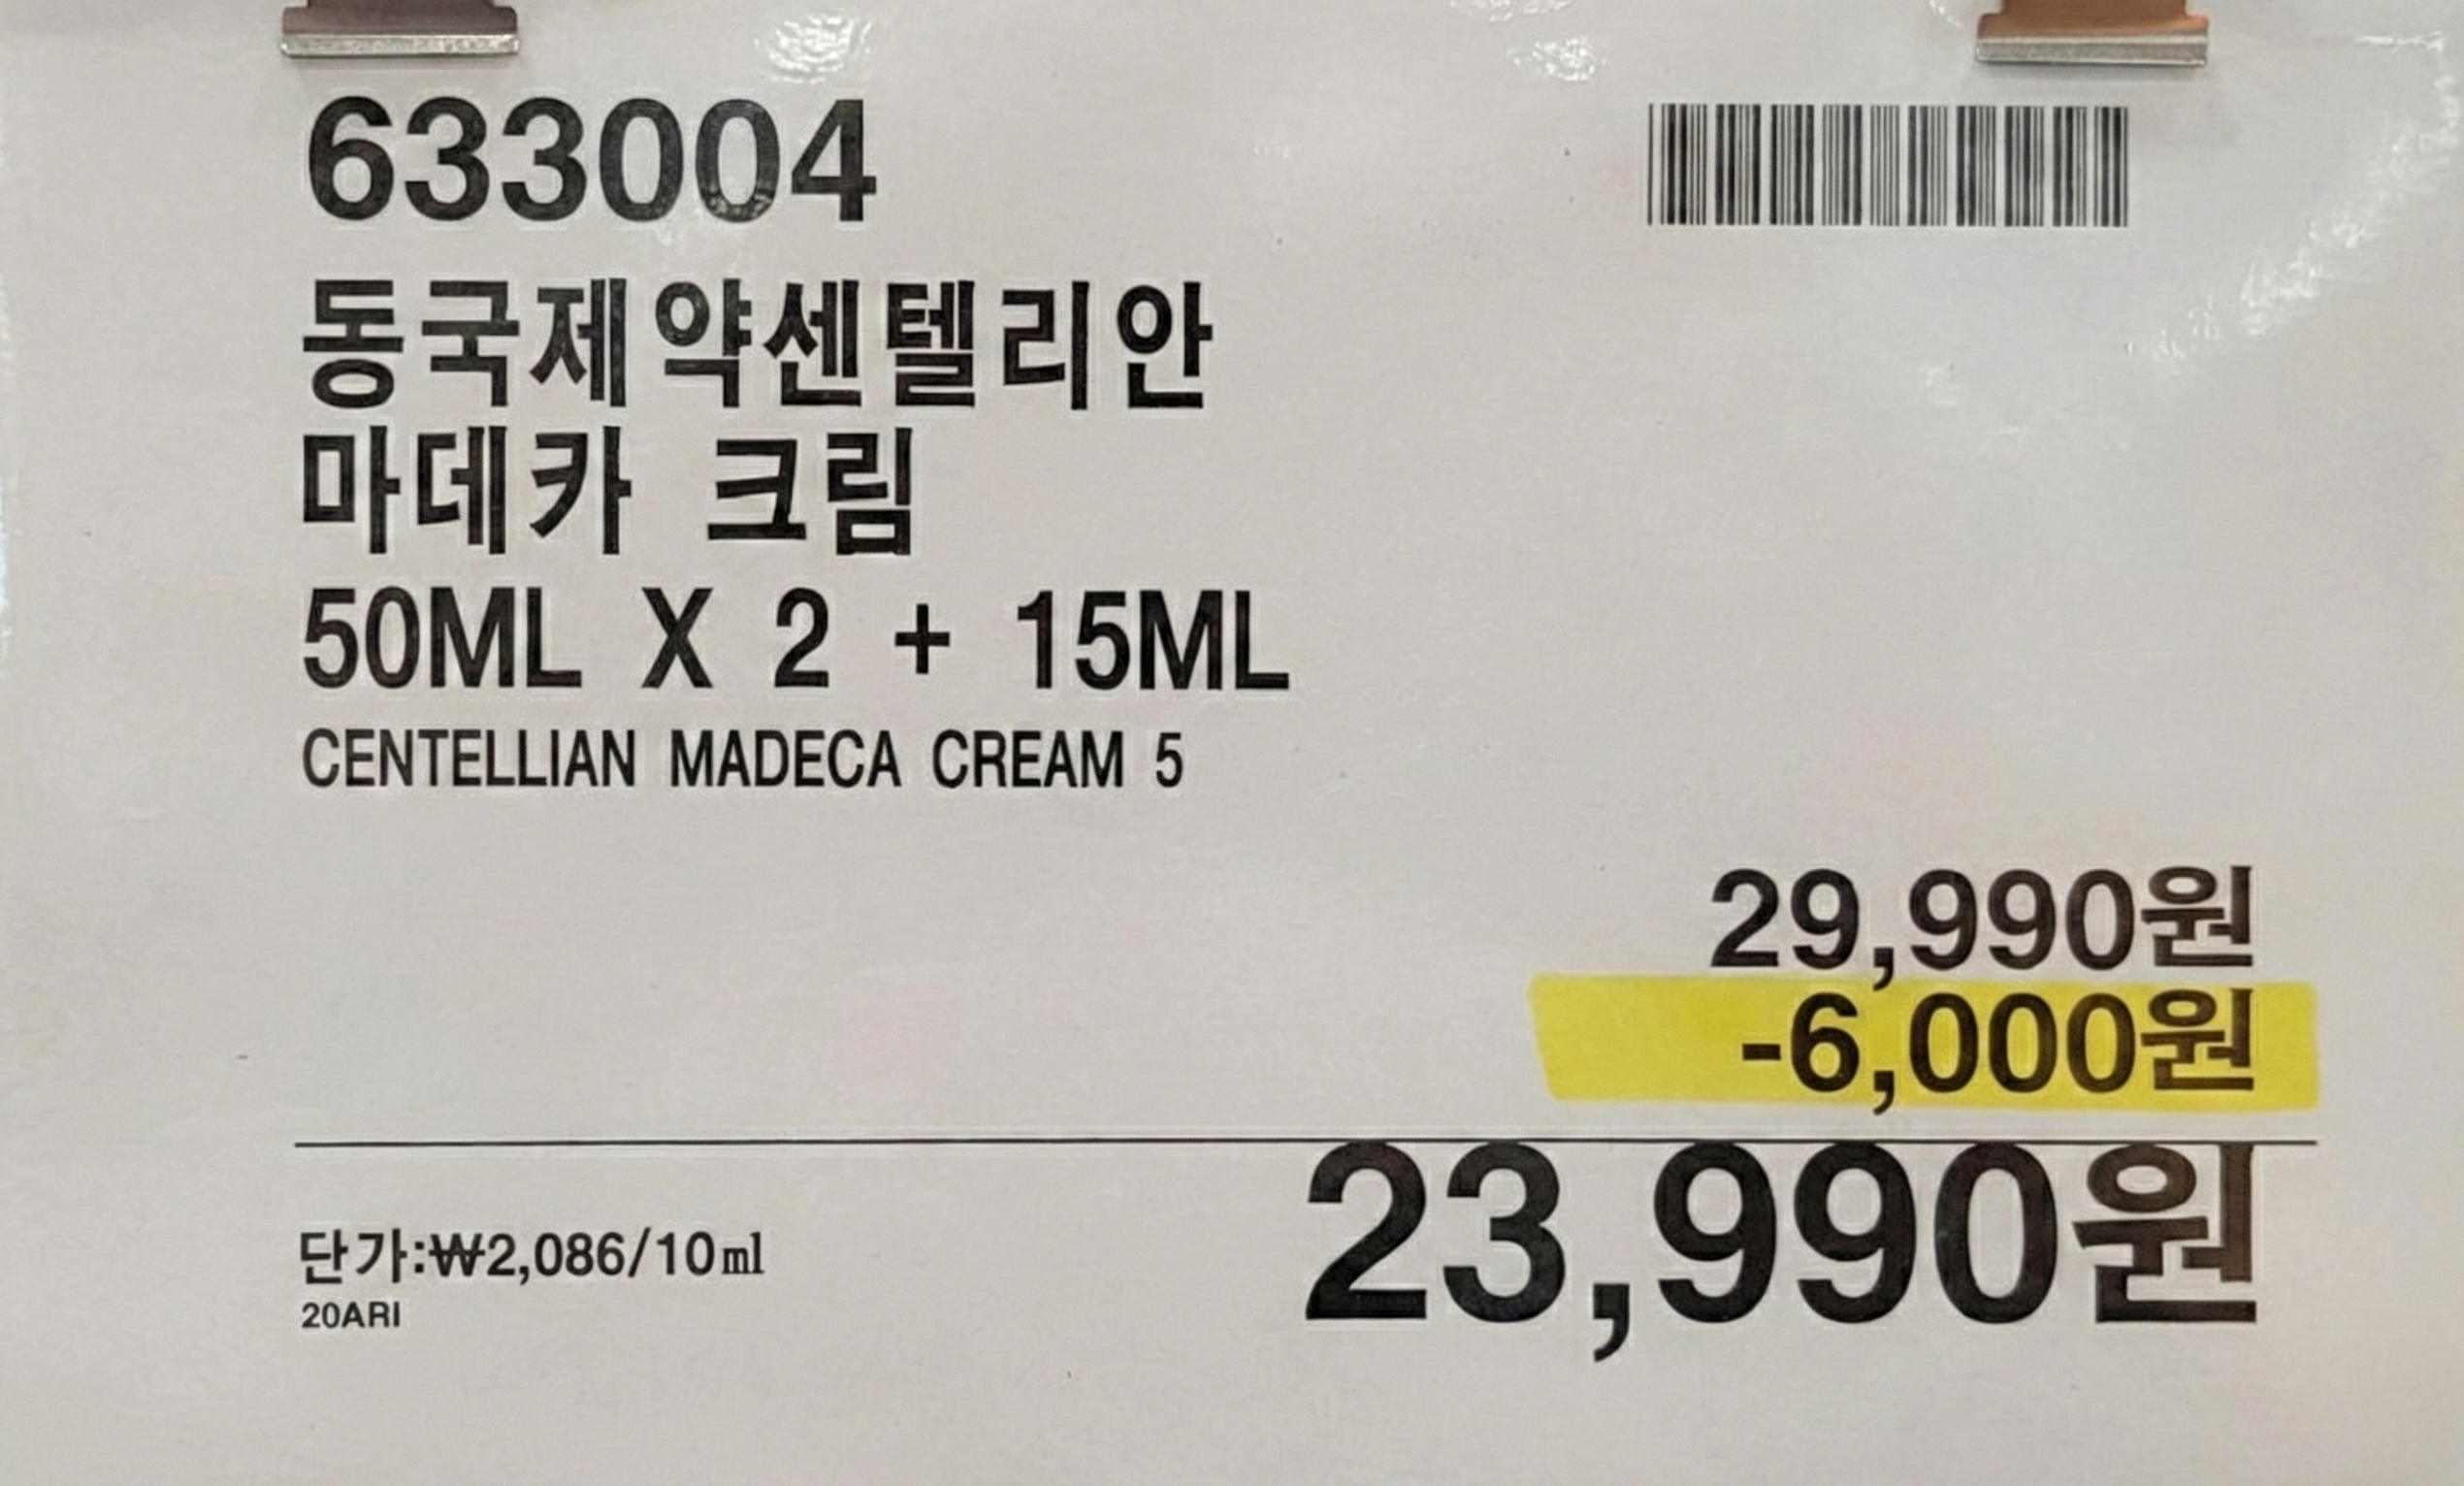 633004
동국제약센텔리안
마데카 크림
50ML X 2 + 15ML
CENTELLIAN MADECA CREAM 5
29,990원
-6,000원
23,990원
단가:₩2,086/10㎖
20ARI